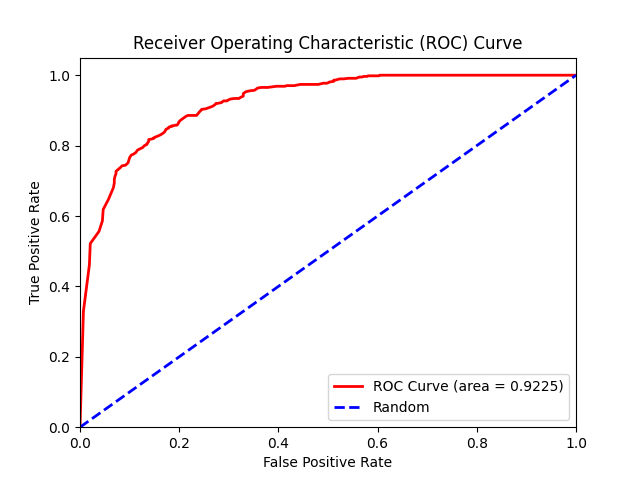 Receiver Operating Characteristic (ROC) Curve
1.0
0.8
0.6
0.4
0.2
0.0
True Positive Rate
ROC Curve (area = 0.9225)
Random
0.0 0.2 0.4 0.6 0.8 1.0
False Positive Rate